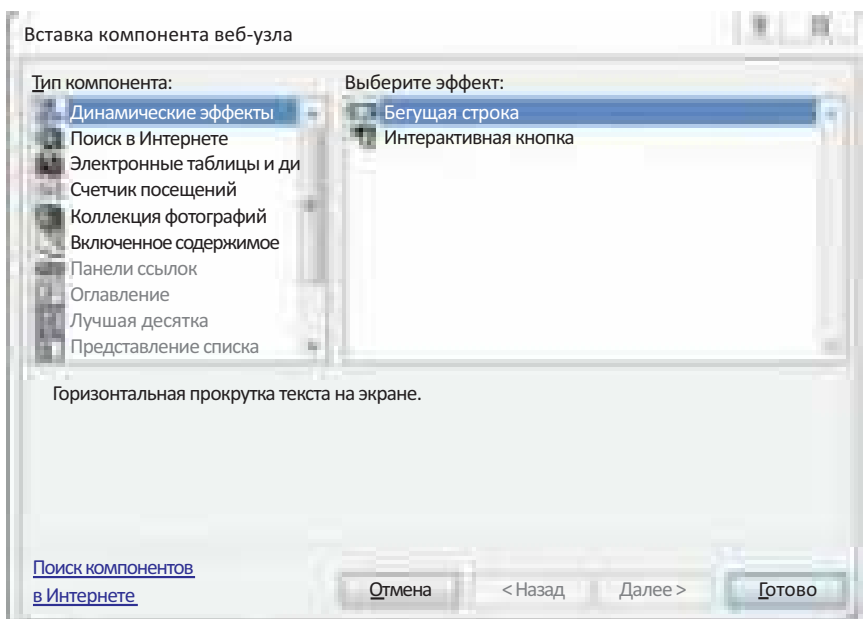 Вставка компонента веб-узла
Тип компонента:
Динамические эффекты
Поиск в Интернете
Электронные таблицы и ди
Счетчик посещений
Коллекция фотографий
Включенное содержимое
Панели ссылок
Оглавление
Лучшая десятка
Представление списка
Выберите эффект:
Бегущая строка
Интерактивная кнопка
Горизонтальная прокрутка текста на экране.
Поиск компонентов
в Интернете
Отмена
< Назад
Далее >
Готово